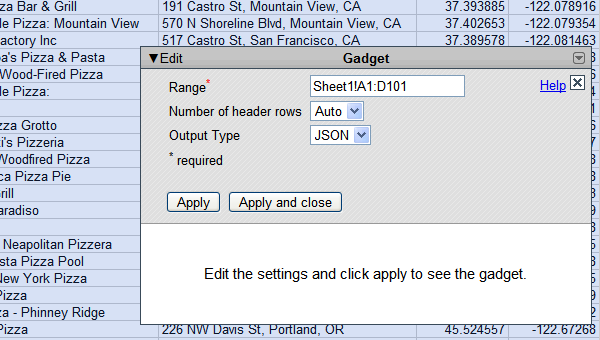 zza Bar & Grill 191 Castro St, Mountain View, CA 37.393885 -122.078916
le Pizza: Mountain View 570 N Shoreline Blvd, Mountain View, CA 37.402653 -122.079354
actory Inc 517 Castro St, San Francisco, CA 37.389578 -122.081463
▼Edit Gadget
a's Pizza & Pasta
Range* Sheet1!A1:D101 Help
Wood-Fired Pizza
le Pizza:
Number of header rows Auto
zza Grotto
Output Type JSON
i's Pizzeria
Woodfired Pizza
* required
ca Pizza Pie
Grill
Apply Apply and close
aradiso
Neapolitan Pizzera
sta Pizza Pool
Edit the settings and click apply to see the gadget.
New York Pizza
Pizza
za - Phinney Ridge
Pizza 226 NW Davis St, Portland, OR 45.524557 -122.67268